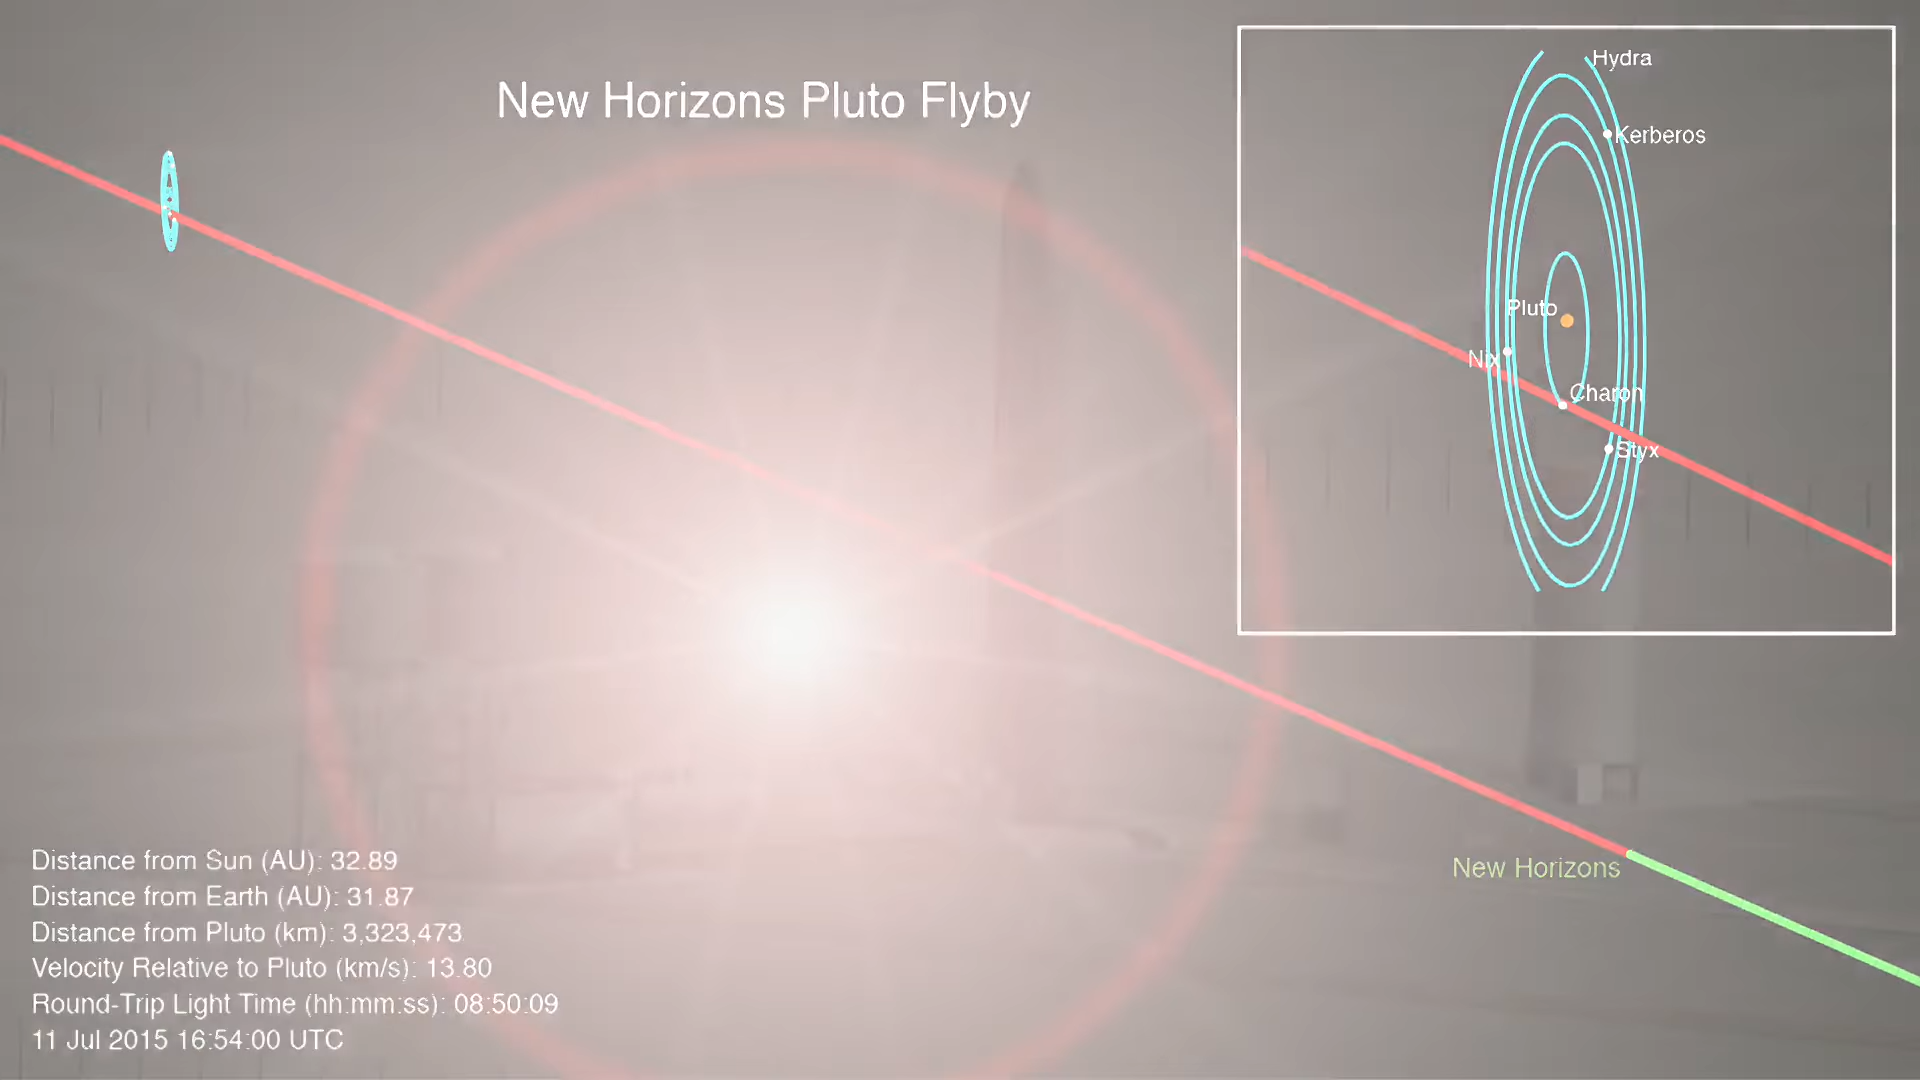 New Horizons Pluto Flyby
Hydra
Kerberos
Pluto
Nix
Charon
Styx
New Horizons
Distance from Sun (AU): 32.89
Distance from Earth (AU): 31.87
Distance from Pluto (km): 3,323,473
Velocity Relative to Pluto (km/s): 13.80
Round-Trip Light Time (hh:mm:ss): 08:50:09
11 Jul 2015 16:54:00 UTC